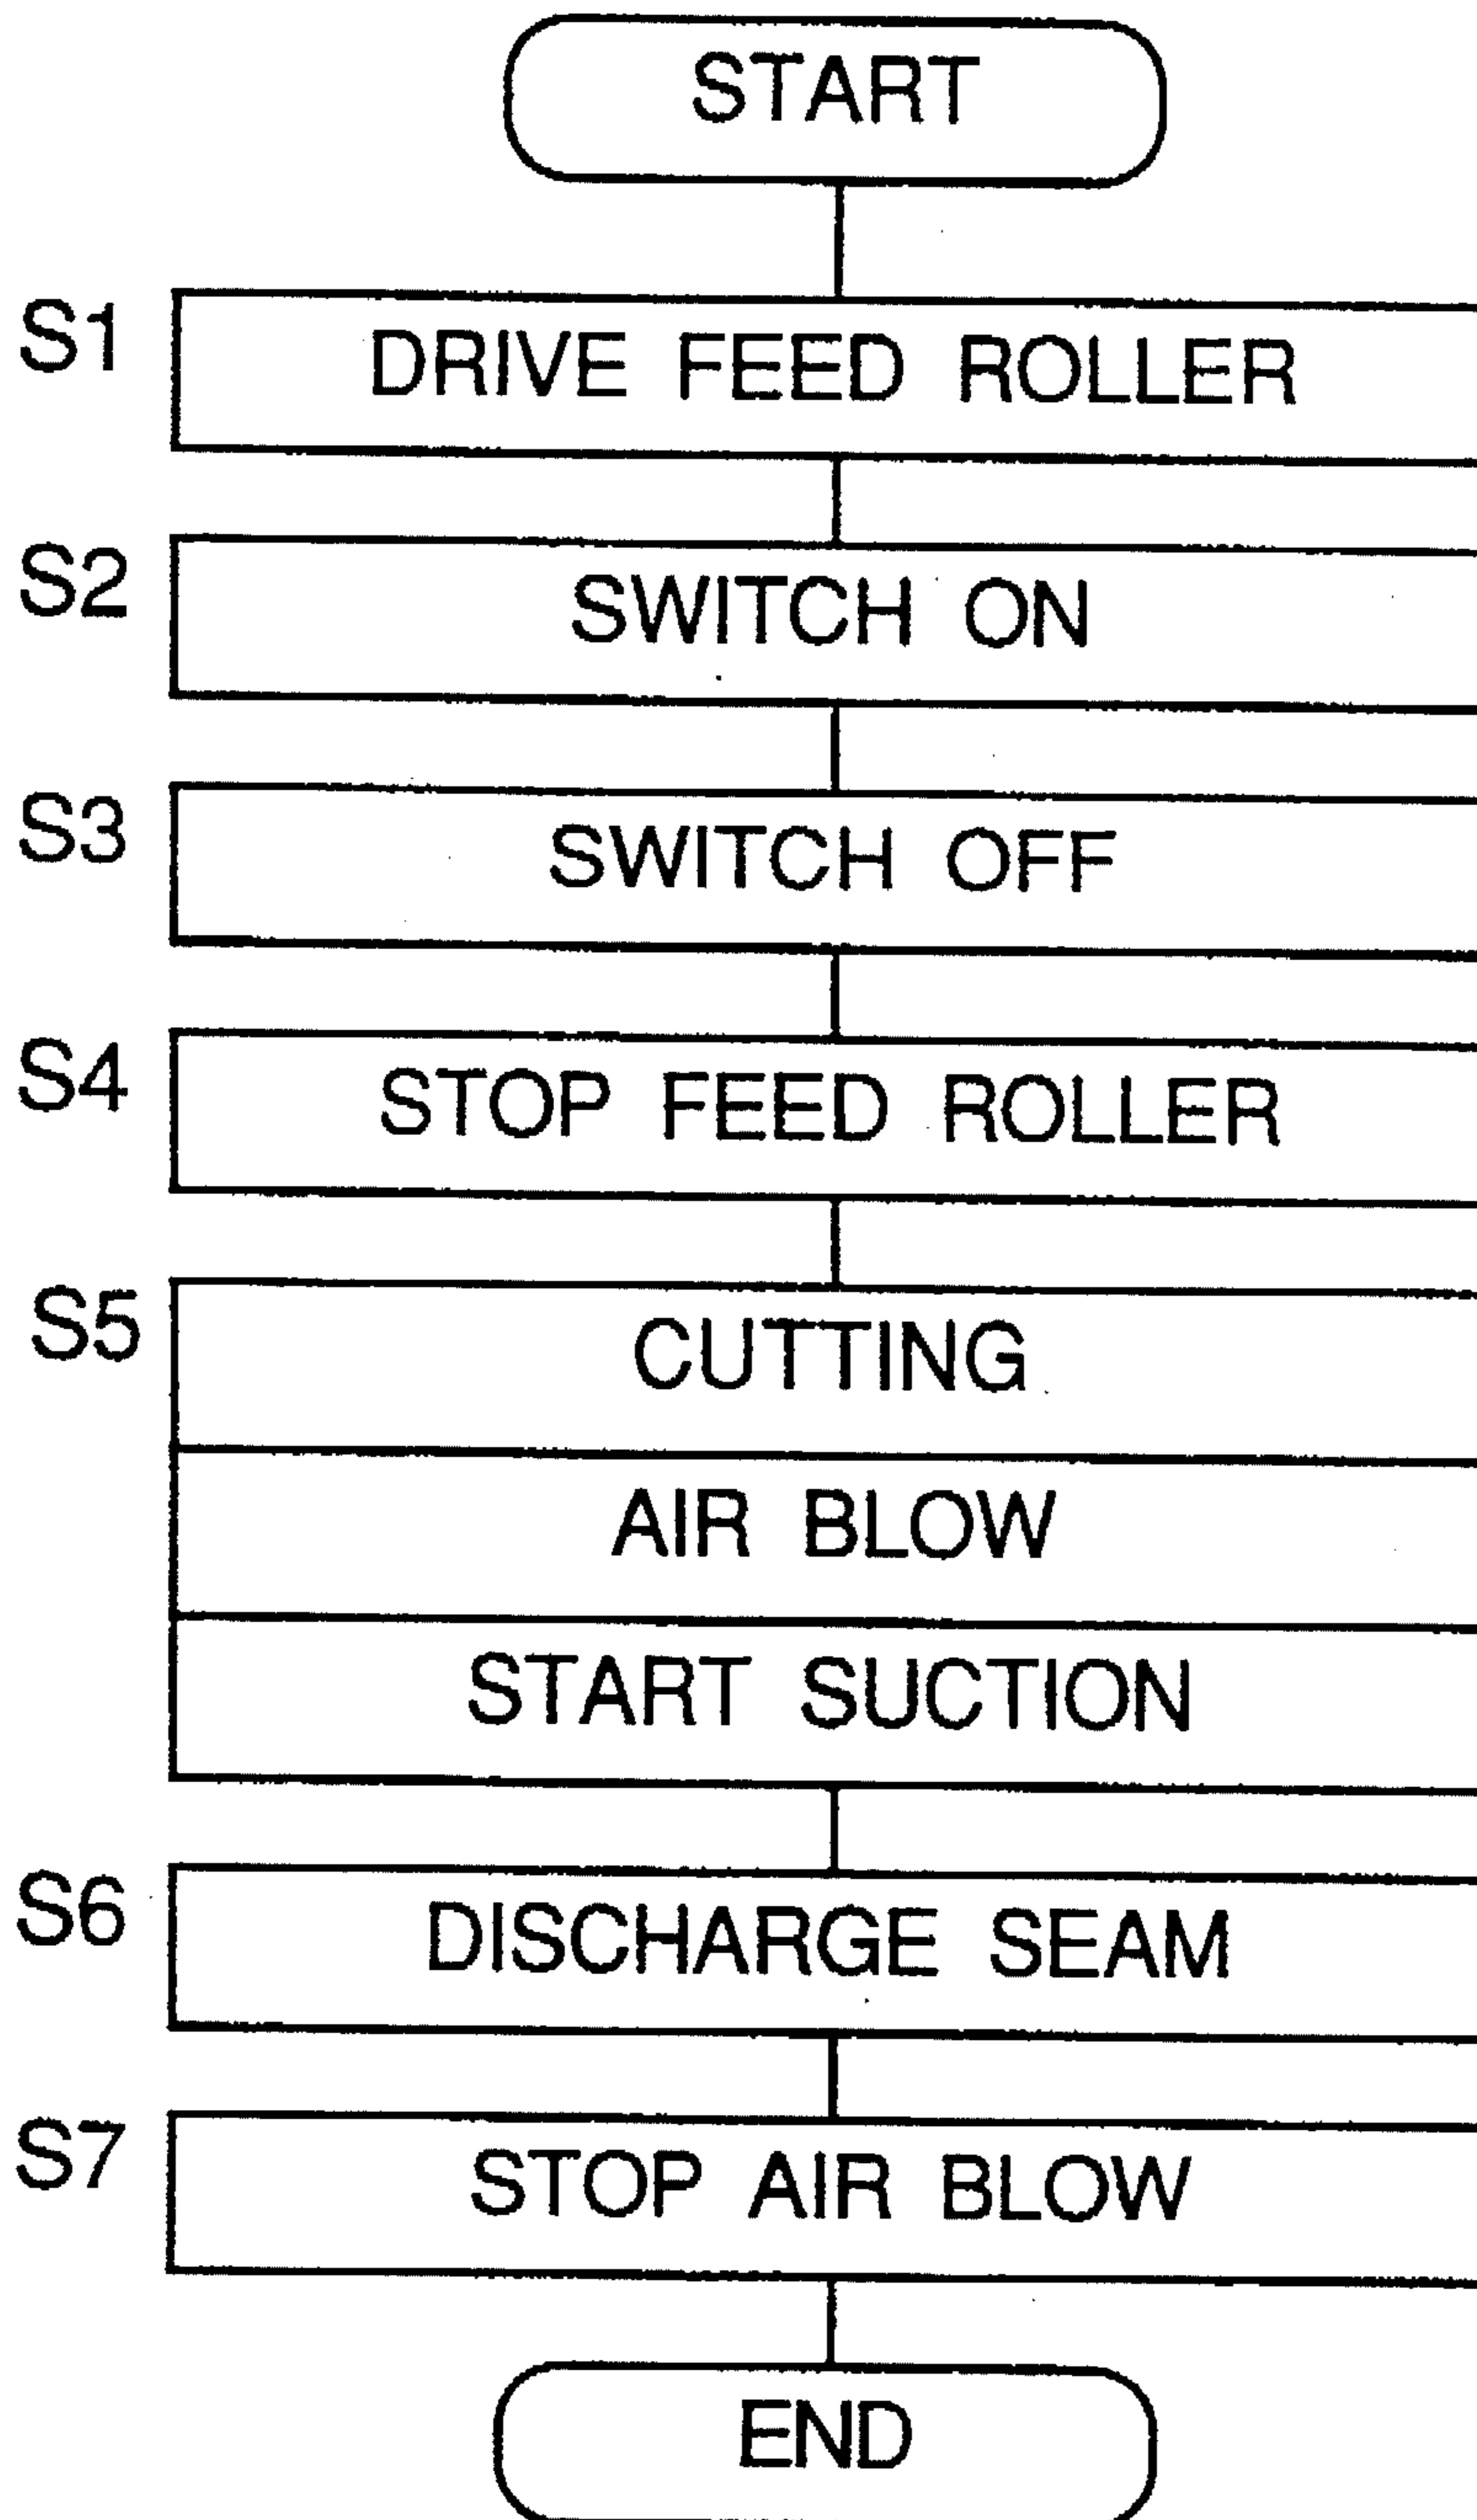 START
S1 DRIVE FEED ROLLER
S2 SWITCH ON
S3 SWITCH OFF
S4 STOP FEED ROLLER
S5 CUTTING
AIR BLOW
START SUCTION
S6 DISCHARGE SEAM
S7 STOP AIR BLOW
END